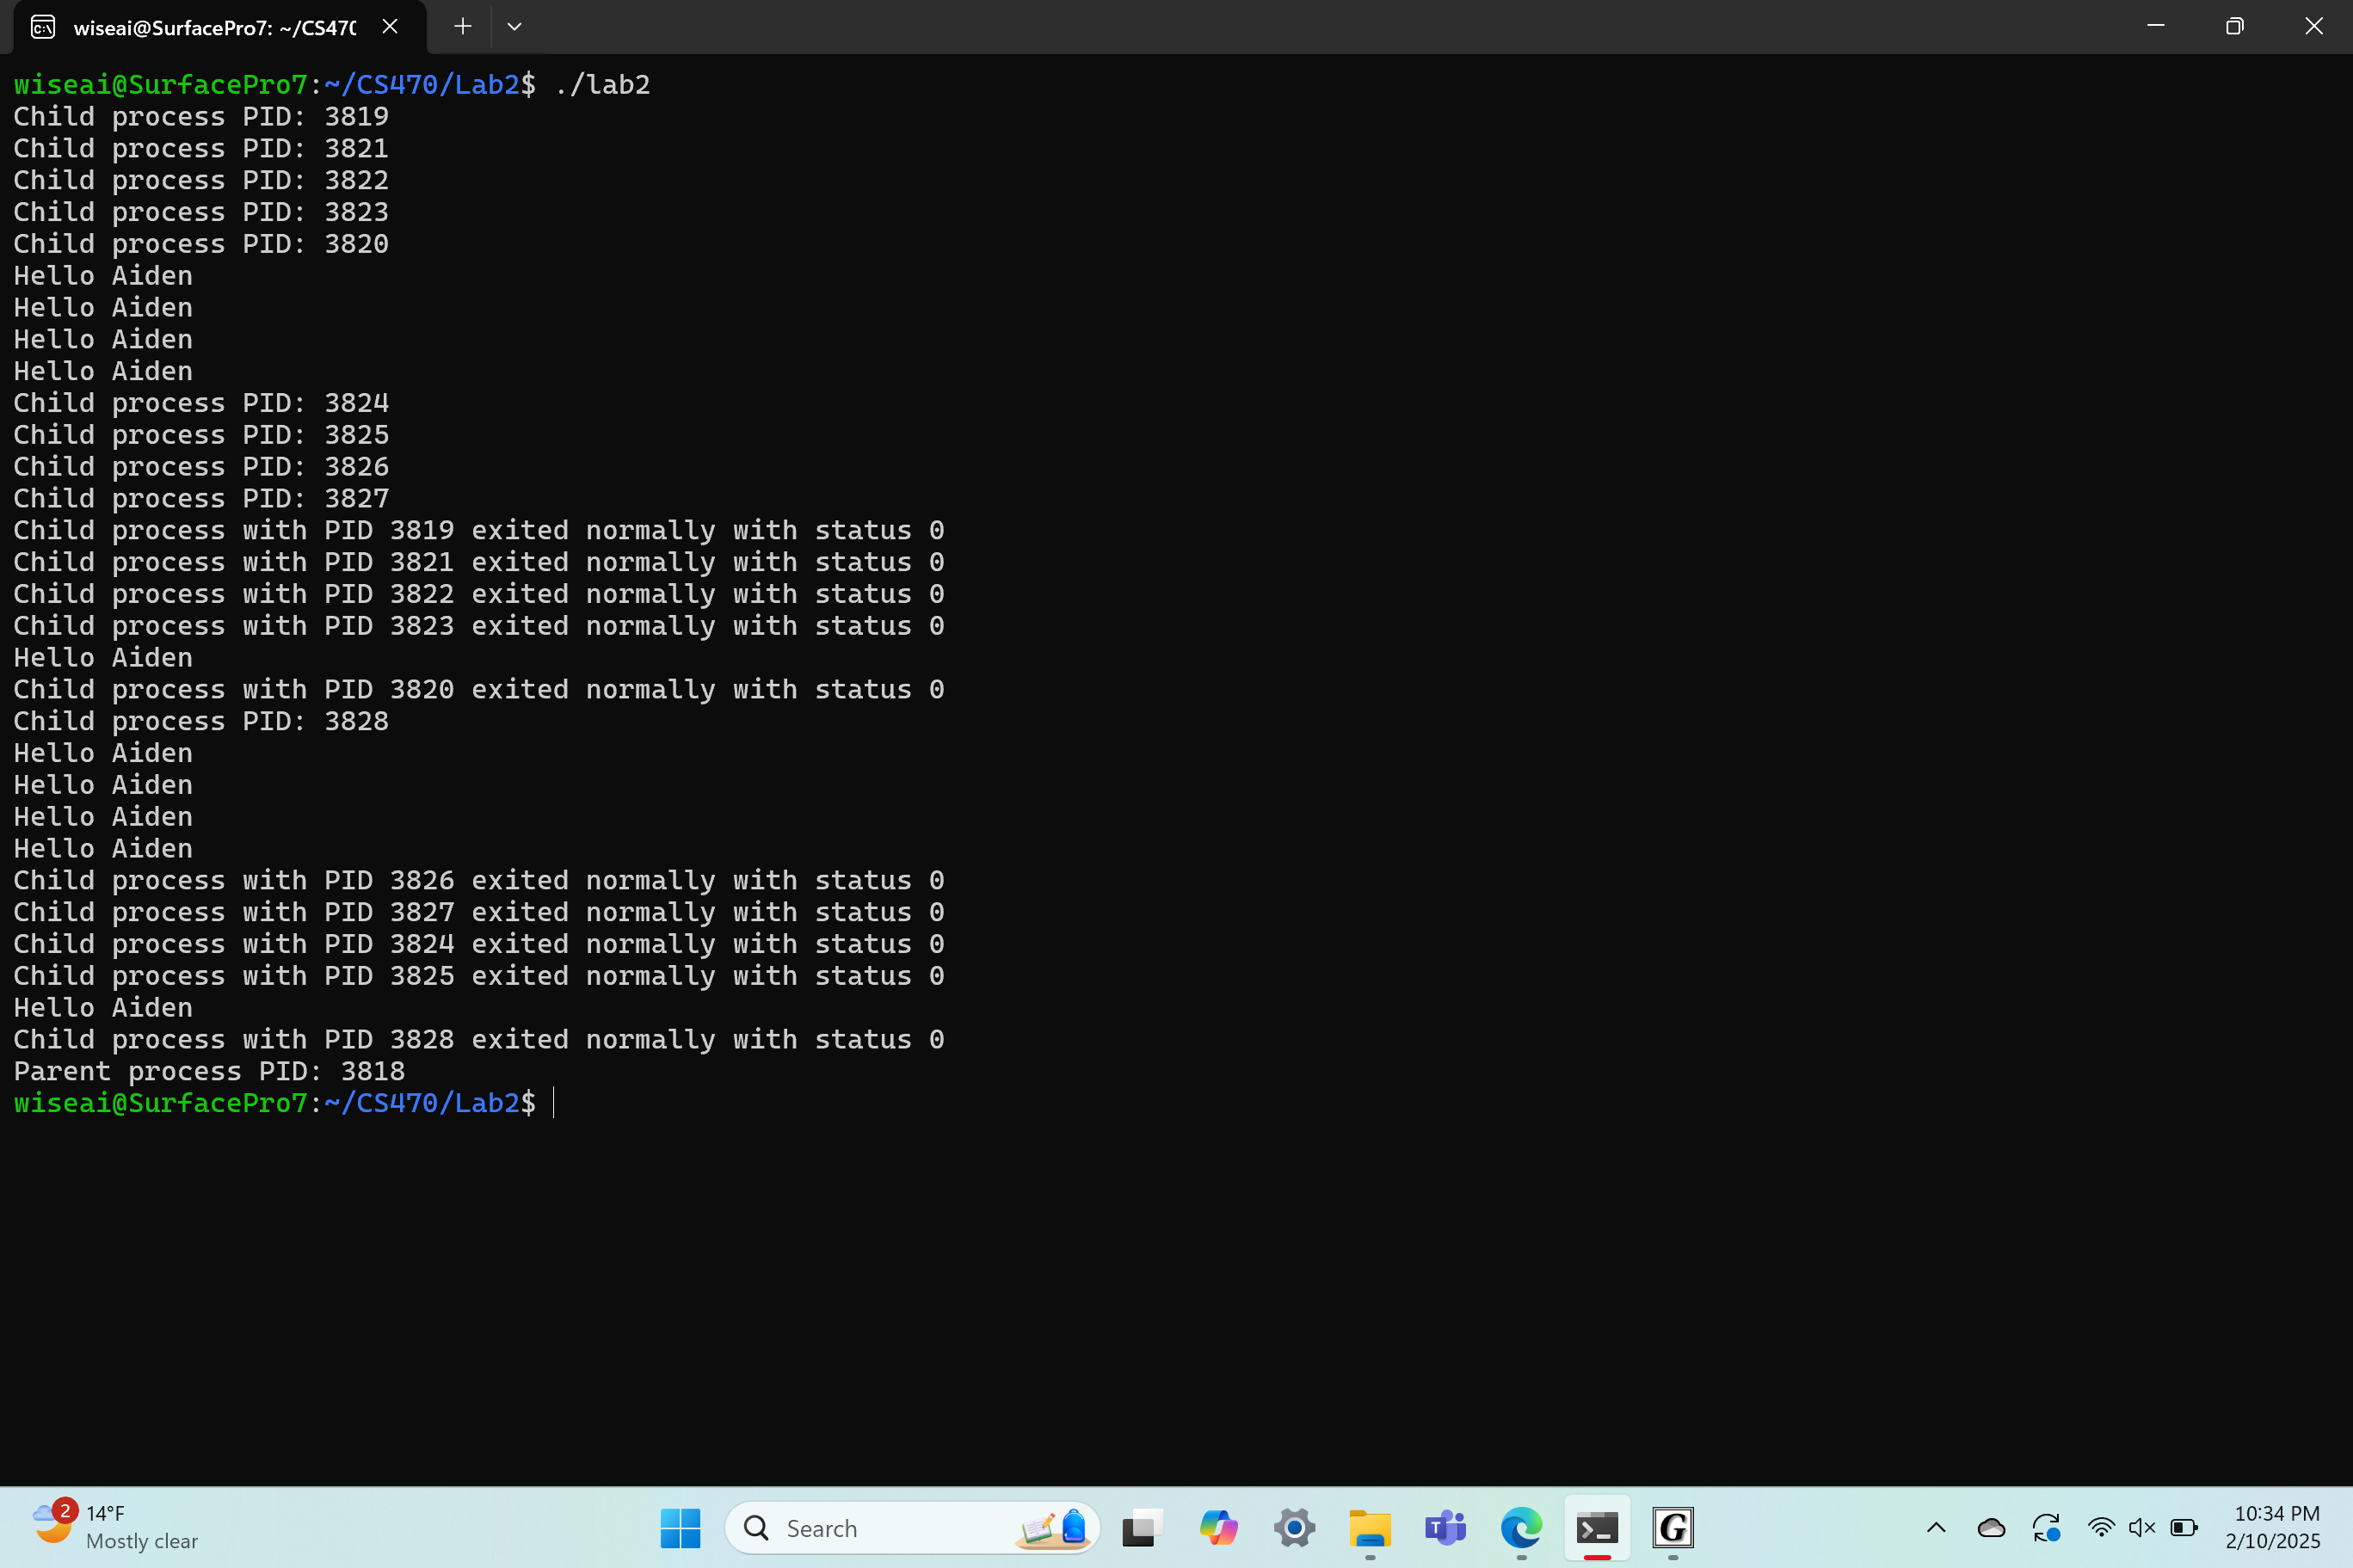 wiseai@SurfacePro7: ~/CS470
wiseai@SurfacePro7:~/CS470/Lab2$ ./lab2
Child process PID: 3819
Child process PID: 3821
Child process PID: 3822
Child process PID: 3823
Child process PID: 3820
Hello Aiden
Hello Aiden
Hello Aiden
Hello Aiden
Child process PID: 3824
Child process PID: 3825
Child process PID: 3826
Child process PID: 3827
Child process with PID 3819 exited normally with status 0
Child process with PID 3821 exited normally with status 0
Child process with PID 3822 exited normally with status 0
Child process with PID 3823 exited normally with status 0
Hello Aiden
Child process with PID 3820 exited normally with status 0
Child process PID: 3828
Hello Aiden
Hello Aiden
Hello Aiden
Hello Aiden
Child process with PID 3826 exited normally with status 0
Child process with PID 3827 exited normally with status 0
Child process with PID 3824 exited normally with status 0
Child process with PID 3825 exited normally with status 0
Hello Aiden
Child process with PID 3828 exited normally with status 0
Parent process PID: 3818
wiseai@SurfacePro7:~/CS470/Lab2$
2
14°F
Mostly clear
Search
T
G
10:34 PM
2/10/2025